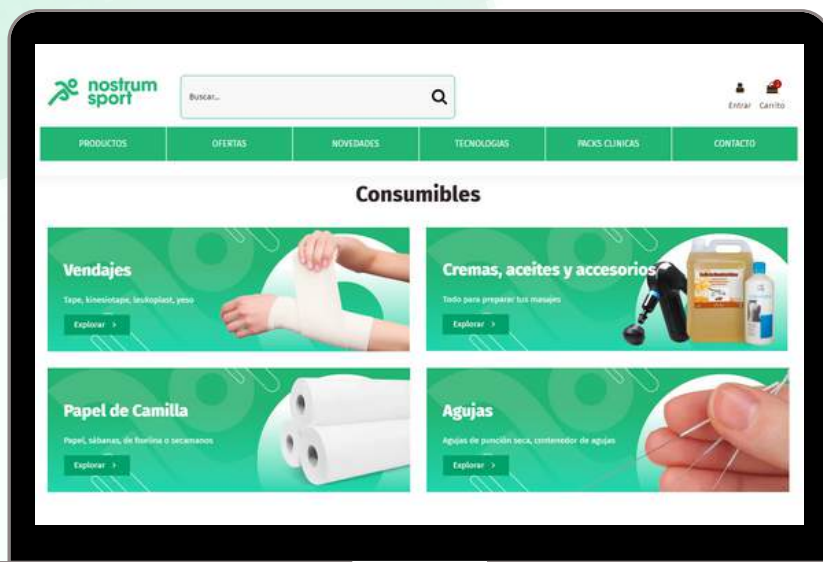 nostrum
sport
Buscar...
Entrar
Carrito
PRODUCTOS
OFERTAS
NOVEDADES
TECNOLOGIAS
PACKS CLINICAS
CONTACTO
Consumibles
Vendajes
Tape, kinesiotape, leukoplast, yeso
Explorar >
Cremas, aceites y accesorios
Todo para preparar tus masajes
Explorar >
Papel de Camilla
Papel, sábanas, de fiselina o secamanos
Explorar >
Agujas
Agujas de punción seca, contenedor de agujas
Explorar >